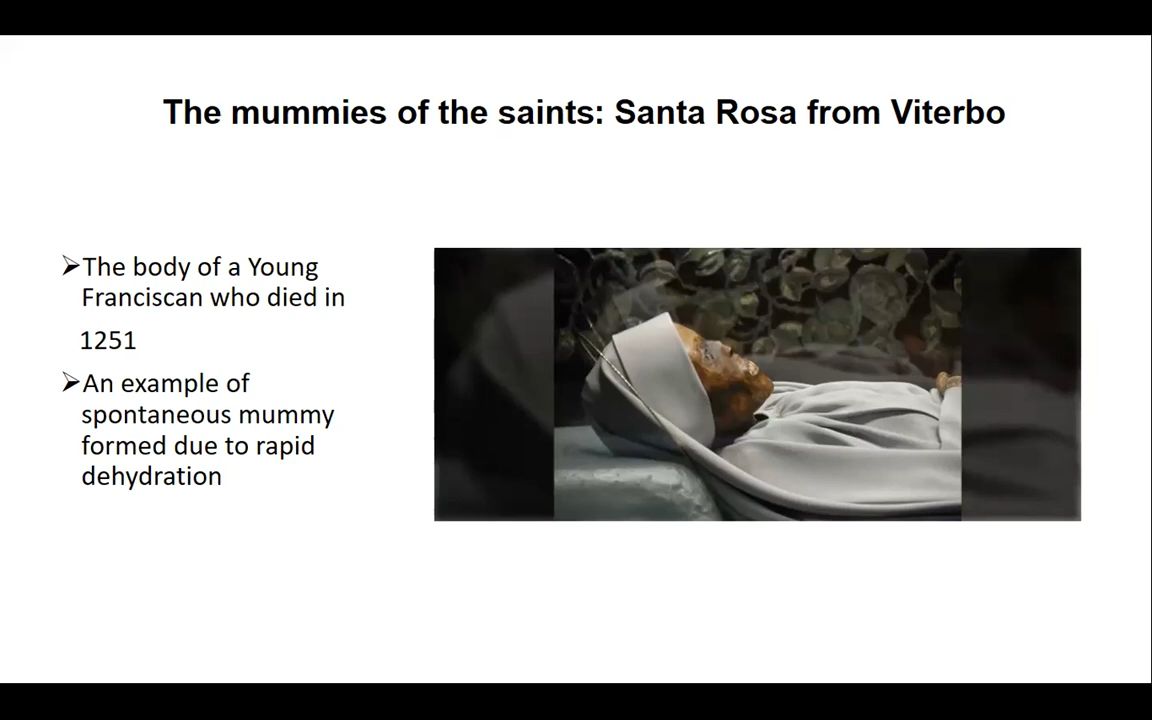 The mummies of the saints: Santa Rosa from Viterbo
➢The body of a Young
Franciscan who died in
1251
➢An example of
spontaneous mummy
formed due to rapid
dehydration